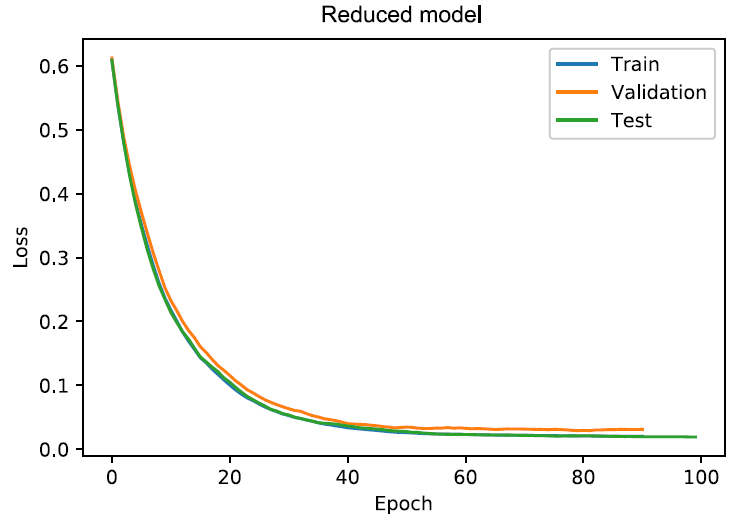 Reduced model
Train
Validation
Test
0.6
0.5
0.4
0.3
0.2
0.1
0.0
Loss
0 20 40 60 80 100
Epoch